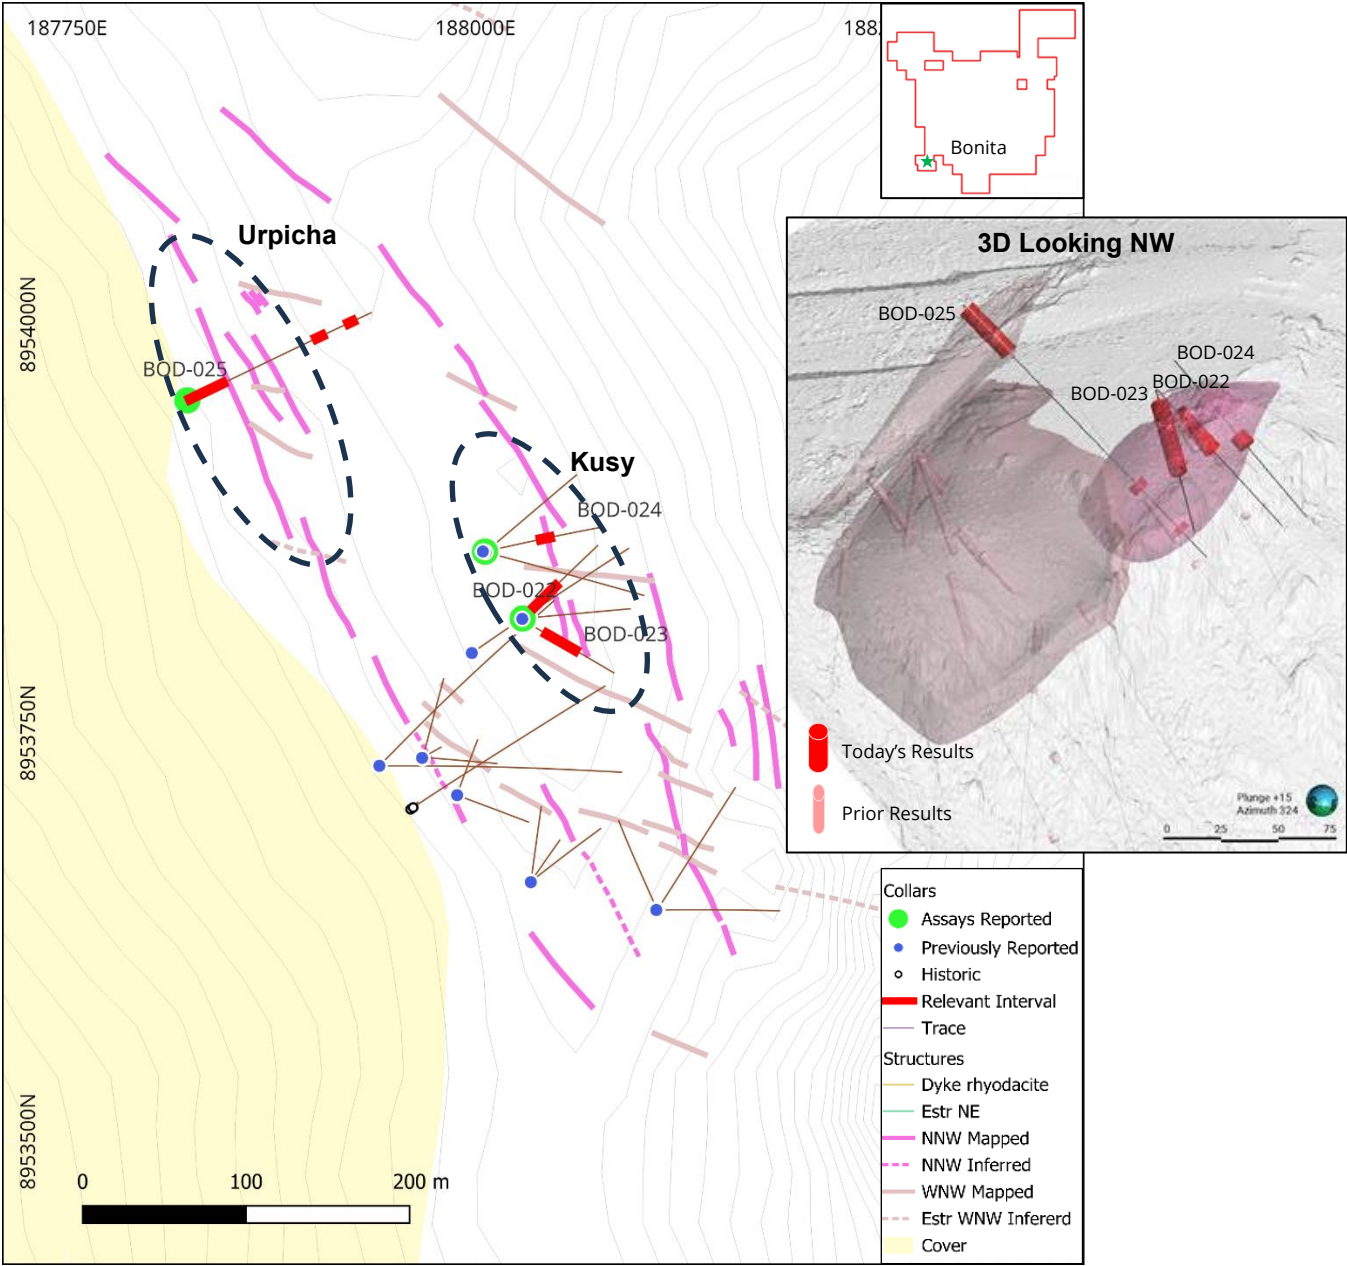 187750E
188000E
Bonita
Urpicha
3D Looking NW
BOD-025
BOD-024
BOD-022
BOD-023
8954000N
BOD-025
Kusy
BOD-024
BOD-022
BOD-023
8953750N
Today's Results
Prior Results
Plunge +15
Azimuth 324
0 25 50 75
Collars
Assays Reported
Previously Reported
Historic
Relevant Interval
Trace
Structures
Dyke rhyodacite
Estr NE
NNW Mapped
NNW Inferred
WNW Mapped
Estr WNW Infererd
Cover
8953500N
0 100 200 m